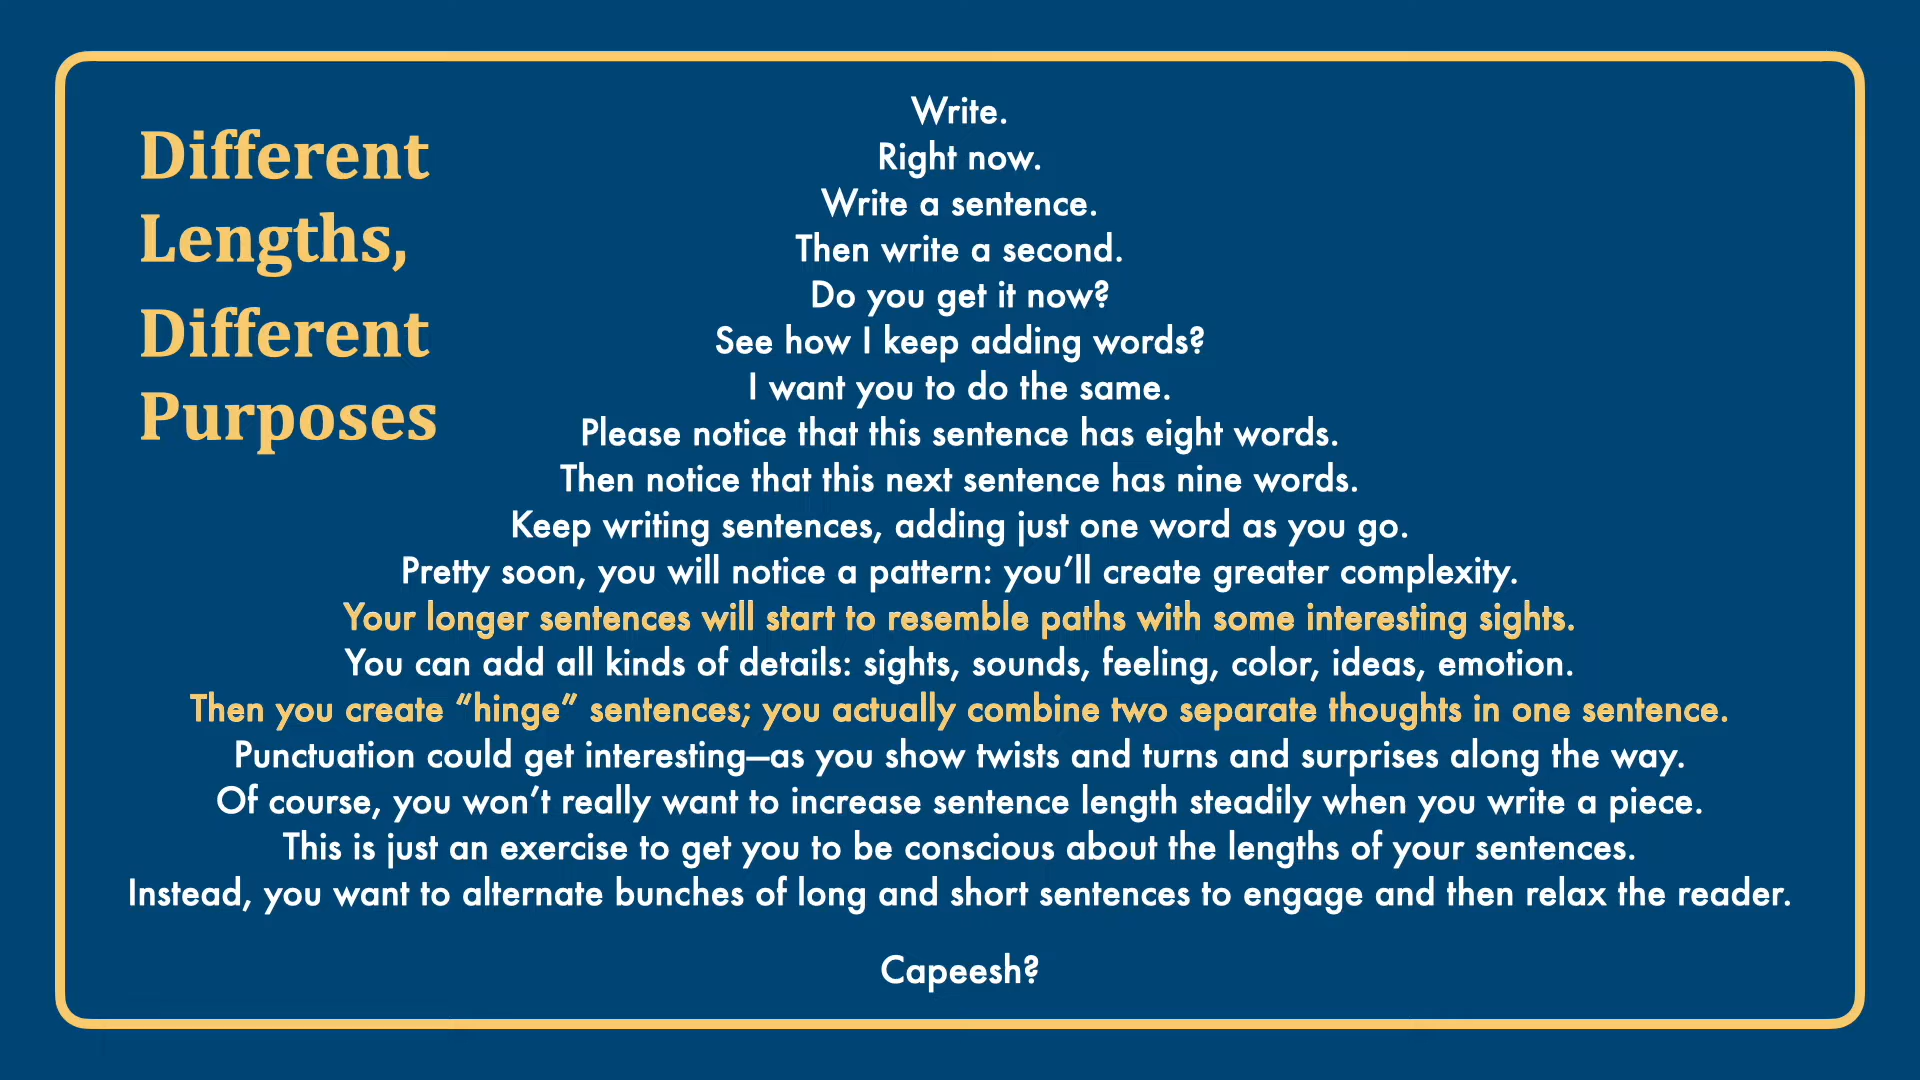 Different
Lengths,
Different
Purposes
Write.
Right now.
Write a sentence.
Then write a second.
Do you get it now?
See how I keep adding words?
I want you to do the same.
Please notice that this sentence has eight words.
Then notice that this next sentence has nine words.
Keep writing sentences, adding just one word as you go.
Pretty soon, you will notice a pattern: you’ll create greater complexity.
Your longer sentences will start to resemble paths with some interesting sights.
You can add all kinds of details: sights, sounds, feeling, color, ideas, emotion.
Then you create “hinge” sentences; you actually combine two separate thoughts in one sentence.
Punctuation could get interesting—as you show twists and turns and surprises along the way.
Of course, you won’t really want to increase sentence length steadily when you write a piece.
This is just an exercise to get you to be conscious about the lengths of your sentences.
Instead, you want to alternate bunches of long and short sentences to engage and then relax the reader.
Capeesh?